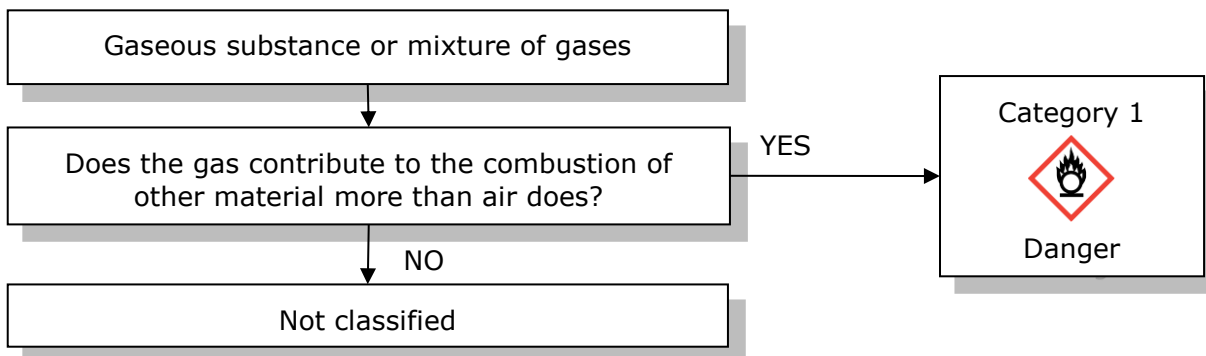 Gaseous substance or mixture of gases
Does the gas contribute to the combustion of
other material more than air does?
YES
Category 1
Danger
NO
Not classified